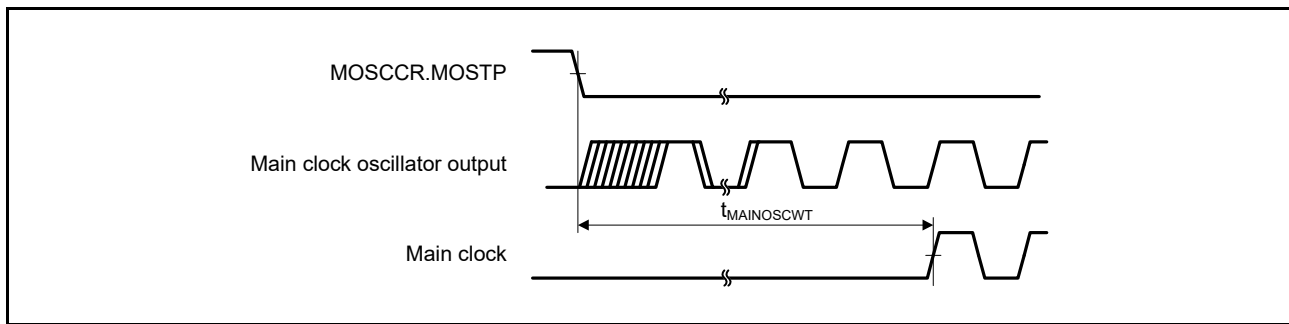 MOSCCR.MOSTP
Main clock oscillator output
tMAINOSCWT
Main clock